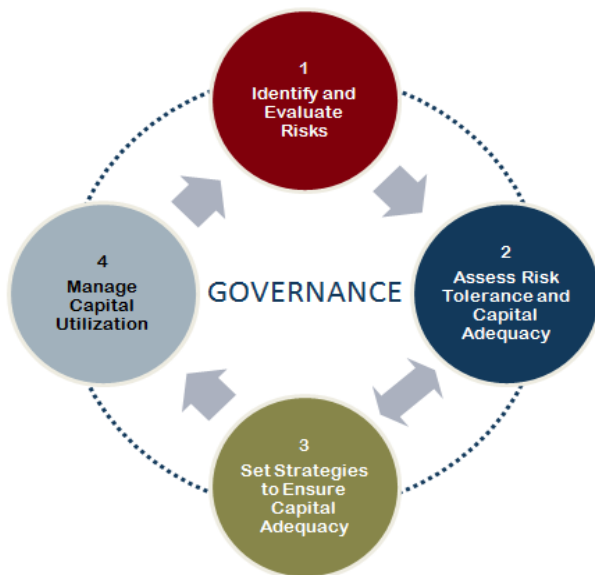 1
Identify and
Evaluate
Risks
2
Assess Risk
Tolerance and
Capital
Adequacy
GOVERNANCE
4
Manage
Capital
Utilization
3
Set Strategies
to Ensure
Capital
Adequacy